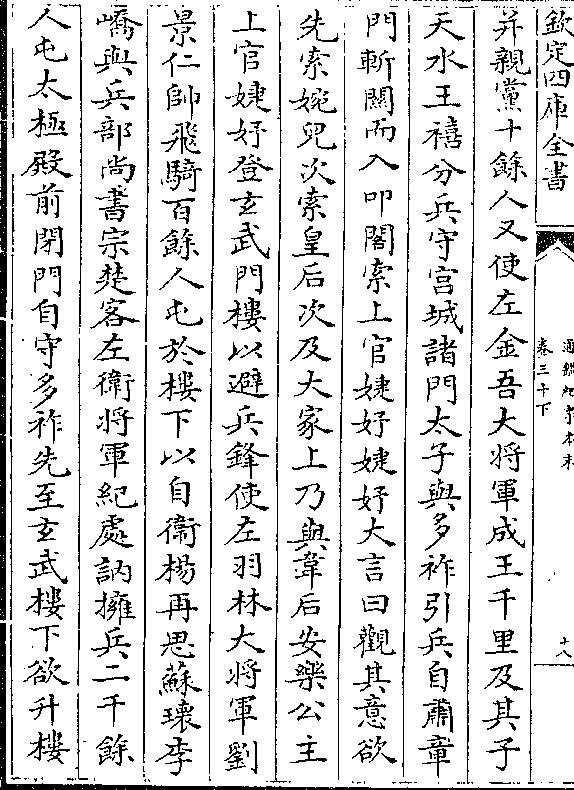 欽定四庫全書
通鑑紀事本末
卷三十下
十八
并親黨十餘人又使左金吾大將軍成王千里及其子
天水王禧分兵守宫城諸門太子與多祚引兵自肅章
門斬關而入叩閤索上官婕妤婕妤大言曰觀其意欲
先索婉兒次索皇后次及大家上乃與韋后安樂公主
上官婕妤登玄武門樓以避兵鋒使左羽林大將軍劉
景仁帥飛騎百餘人屯於樓下以自衞楊再思蘇瓌李
嶠與兵部尚書宗楚客左衛將軍紀處訥擁兵二千餘
人屯太極殿前閉門自守多祚先至玄武樓下欲升樓